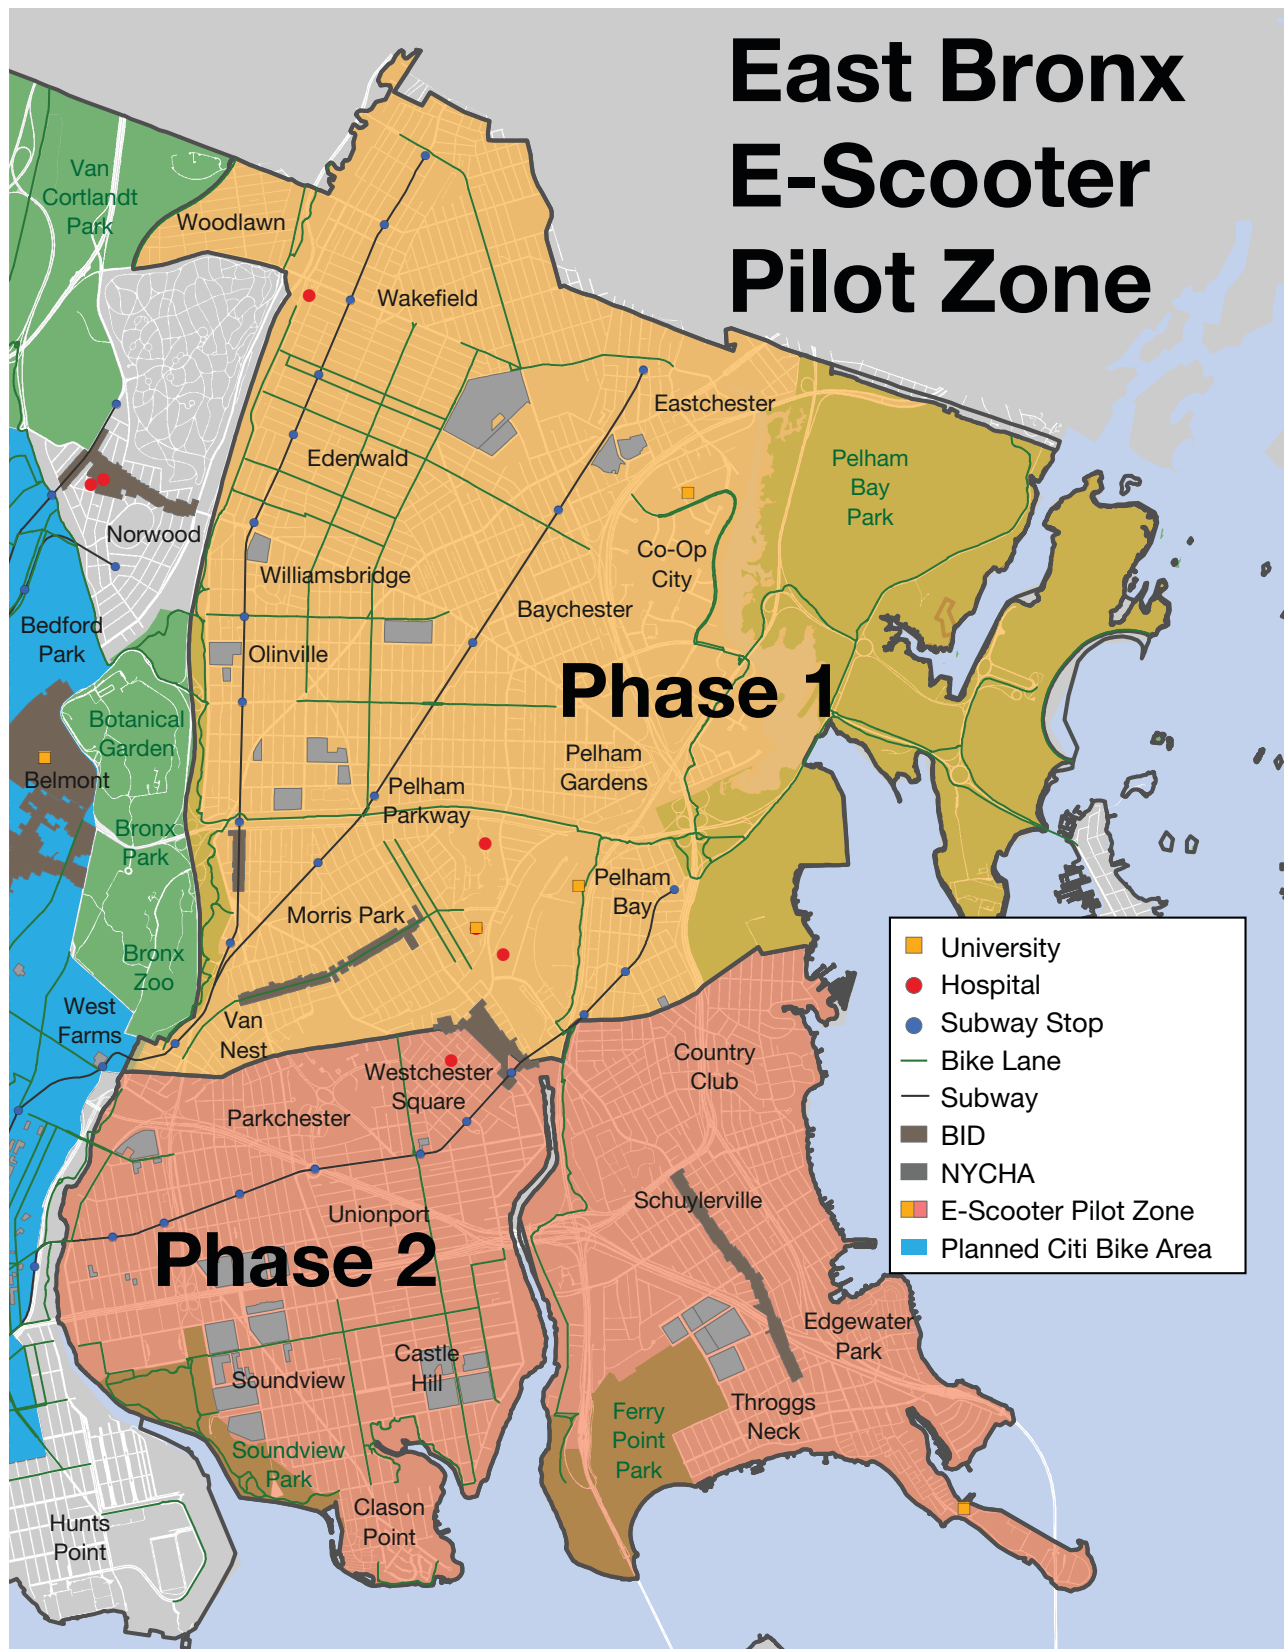 East Bronx
E-Scooter
Pilot Zone
Van
Cortlandt
Park
Woodlawn
Wakefield
Eastchester
Edenwald
Pelham
Bay
Park
Norwood
Co-Op
City
Williamsbridge
Baychester
Bedford
Park
Olinville
Phase 1
Botanical
Garden
Pelham
Gardens
Belmont
Pelham
Parkway
Bronx
Park
Pelham
Bay
Morris Park
Bronx
Zoo
West
Farms
Van
Nest
Country
Club
Westchester
Square
Parkchester
Schuylerville
Unionport
Phase 2
Edgewater
Park
Castle
Hill
Soundview
Throggs
Neck
Ferry
Point
Park
Soundview
Park
Clason
Point
Hunts
Point
University
Hospital
Subway Stop
Bike Lane
Subway
BID
NYCHA
E-Scooter Pilot Zone
Planned Citi Bike Area